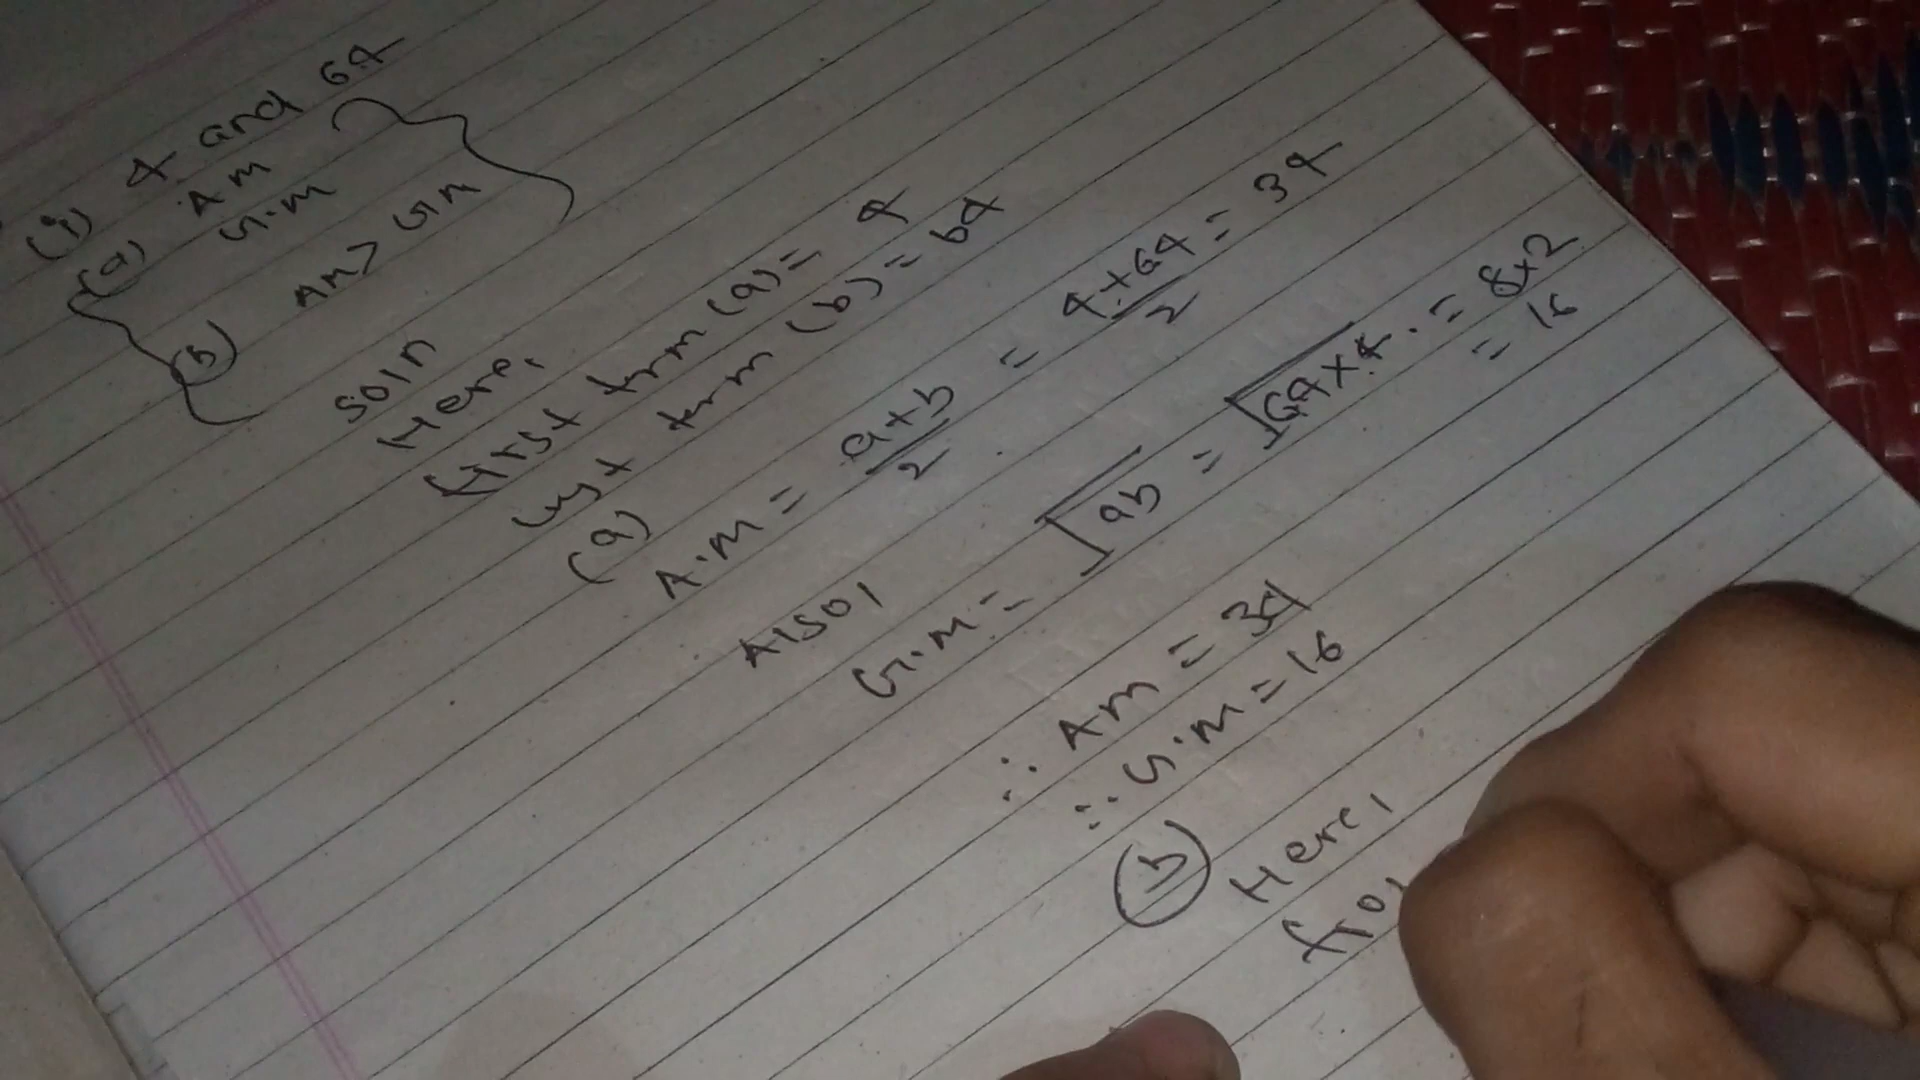 (i) 4 and 64
(a) AM
G.M
(b) AM > GM
Soln
Here,
first term (a) = 4
last term (b) = 64
(a)
A.M = a+b/2 = 4+64/2 = 34
Also,
G.M = √ab = √64×4 = 8×2
= 16
∴ AM = 34
∴ G.M = 16
(b)
Here,